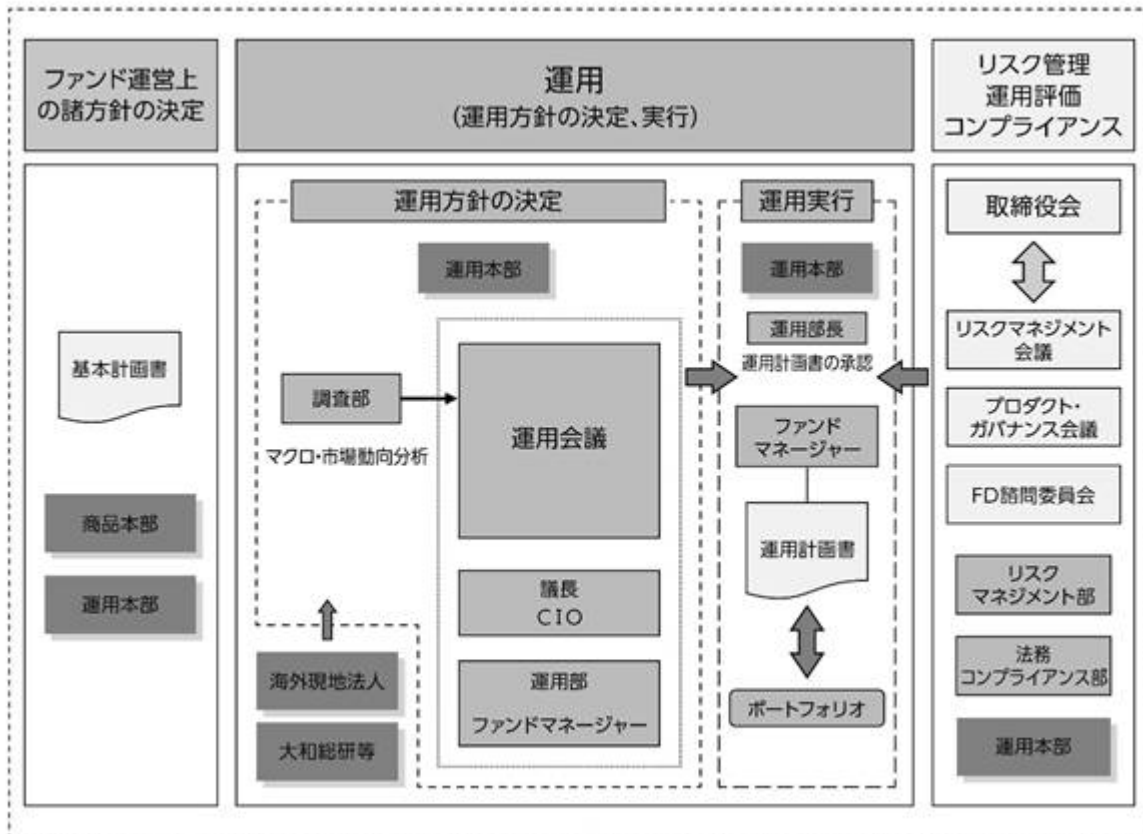 ファンド運営上
の諸方針の決定
運用
(運用方針の決定、実行)
リスク管理
運用評価
コンプライアンス
基本計画書
商品本部
運用本部
運用方針の決定
運用本部
調査部
マクロ・市場動向分析
運用会議
議長
CIO
運用部
ファンドマネージャー
海外現地法人
大和総研等
運用実行
運用本部
運用部長
運用計画書の承認
ファンド
マネージャー
運用計画書
ポートフォリオ
取締役会
リスクマネジメント
会議
プロダクト・
ガバナンス会議
FD諮問委員会
リスク
マネジメント部
法務
コンプライアンス部
運用本部